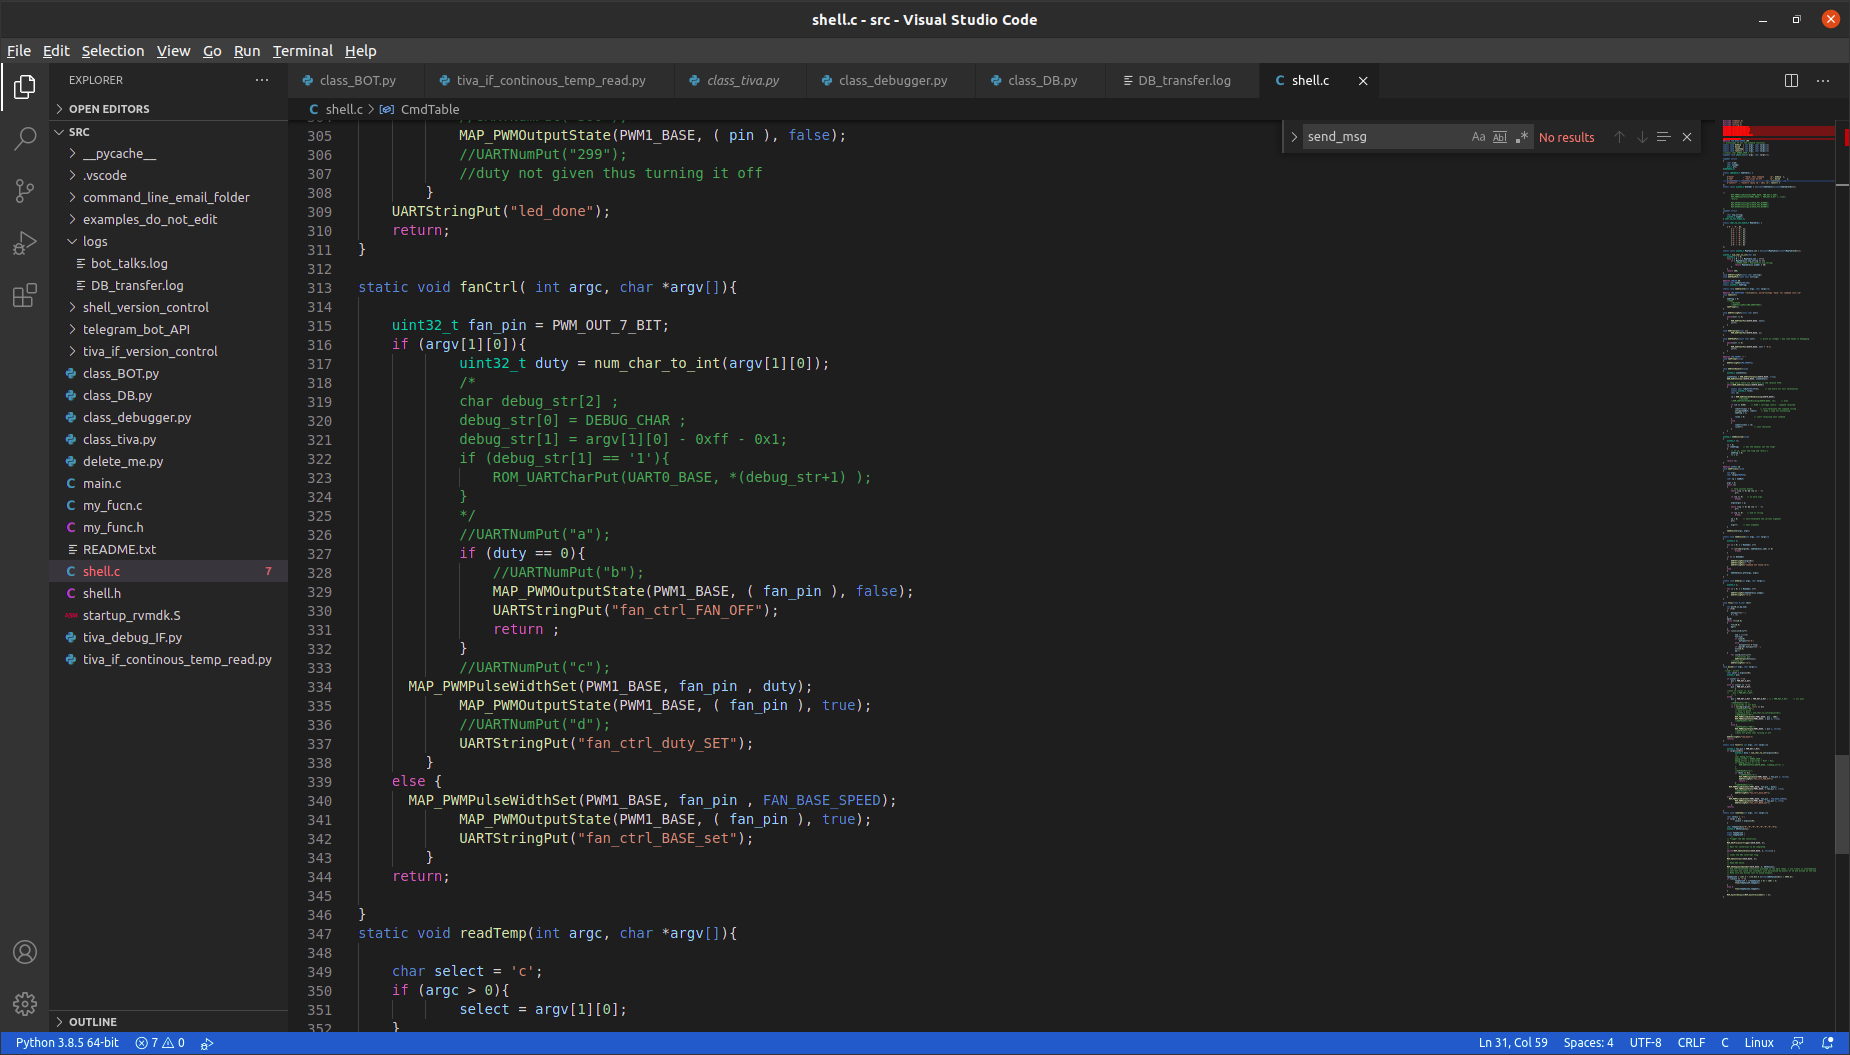 shell.c - src - Visual Studio Code
File Edit Selection View Go Run Terminal Help
EXPLORER
OPEN EDITORS
SRC
__pycache__
.vscode
command_line_email_folder
examples_do_not_edit
logs
bot_talks.log
DB_transfer.log
shell_version_control
telegram_bot_API
tiva_if_version_control
class_BOT.py
class_DB.py
class_debugger.py
class_tiva.py
delete_me.py
main.c
my_fucn.c
my_func.h
README.txt
shell.c 7
shell.h
startup_rvmdk.S
tiva_debug_IF.py
tiva_if_continous_temp_read.py
OUTLINE
class_BOT.py tiva_if_continous_temp_read.py class_tiva.py class_debugger.py class_DB.py DB_transfer.log shell.c
shell.c > CmdTable
send_msg Aa Abl .* No results
305 MAP_PWMOutputState(PWM1_BASE, ( pin ), false);
306 //UARTNumPut("299");
307 //duty not given thus turning it off
308 }
309 UARTStringPut("led_done");
310 return;
311 }
312
313 static void fanCtrl( int argc, char *argv[]){
314
315 uint32_t fan_pin = PWM_OUT_7_BIT;
316 if (argv[1][0]){
317 uint32_t duty = num_char_to_int(argv[1][0]);
318 /*
319 char debug_str[2] ;
320 debug_str[0] = DEBUG_CHAR ;
321 debug_str[1] = argv[1][0] - 0xff - 0x1;
322 if (debug_str[1] == '1'){
323 ROM_UARTCharPut(UART0_BASE, *(debug_str+1) );
324 }
325 */
326 //UARTNumPut("a");
327 if (duty == 0){
328 //UARTNumPut("b");
329 MAP_PWMOutputState(PWM1_BASE, ( fan_pin ), false);
330 UARTStringPut("fan_ctrl_FAN_OFF");
331 return ;
332 }
333 //UARTNumPut("c");
334 MAP_PWMPulseWidthSet(PWM1_BASE, fan_pin , duty);
335 MAP_PWMOutputState(PWM1_BASE, ( fan_pin ), true);
336 //UARTNumPut("d");
337 UARTStringPut("fan_ctrl_duty_SET");
338 }
339 else {
340 MAP_PWMPulseWidthSet(PWM1_BASE, fan_pin , FAN_BASE_SPEED);
341 MAP_PWMOutputState(PWM1_BASE, ( fan_pin ), true);
342 UARTStringPut("fan_ctrl_BASE_set");
343 }
344 return;
345
346 }
347 static void readTemp(int argc, char *argv[]){
348
349 char select = 'c';
350 if (argc > 0){
351 select = argv[1][0];
352 }
Python 3.8.5 64-bit 7 0 Ln 31, Col 59 Spaces: 4 UTF-8 CRLF C Linux